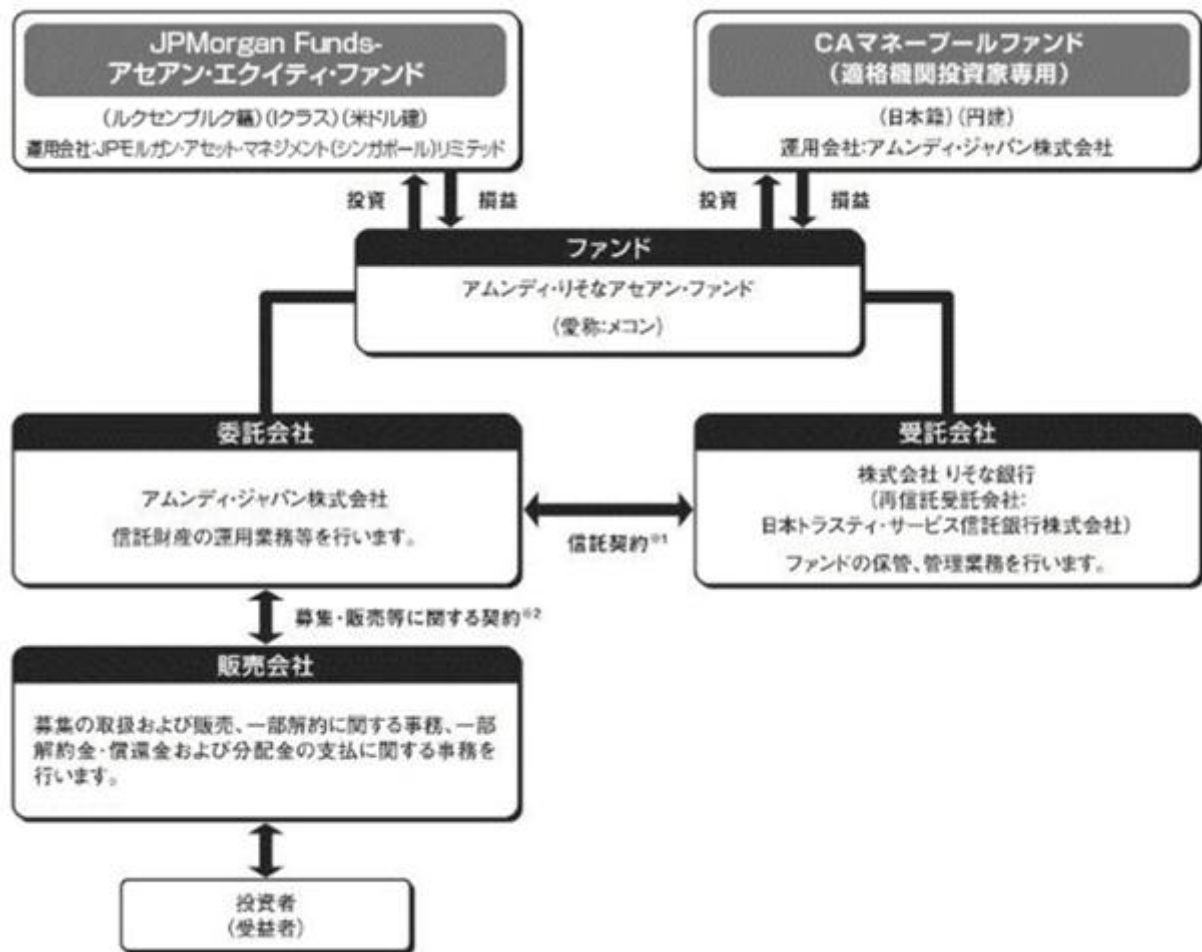 JPMorgan Funds-
アセアン・エクイティ・ファンド
(ルクセンブルク籍)(Iクラス)(米ドル建)
運用会社:JPモルガン・アセット・マネジメント(シンガポール)リミテッド
CAマネープールファンド
(適格機関投資家専用)
(日本籍)(円建)
運用会社:アムンディ・ジャパン株式会社
投資
損益
投資
損益
ファンド
アムンディ・りそなアセアン・ファンド
(愛称:メコン)
委託会社
アムンディ・ジャパン株式会社
信託財産の運用業務等を行います。
信託契約※1
受託会社
株式会社 りそな銀行
(再信託受託会社:
日本トラスティ・サービス信託銀行株式会社)
ファンドの保管、管理業務を行います。
募集・販売等に関する契約※2
販売会社
募集の取扱および販売、一部解約に関する事務、一部
解約金・償還金および分配金の支払に関する事務を
行います。
投資者
(受益者)